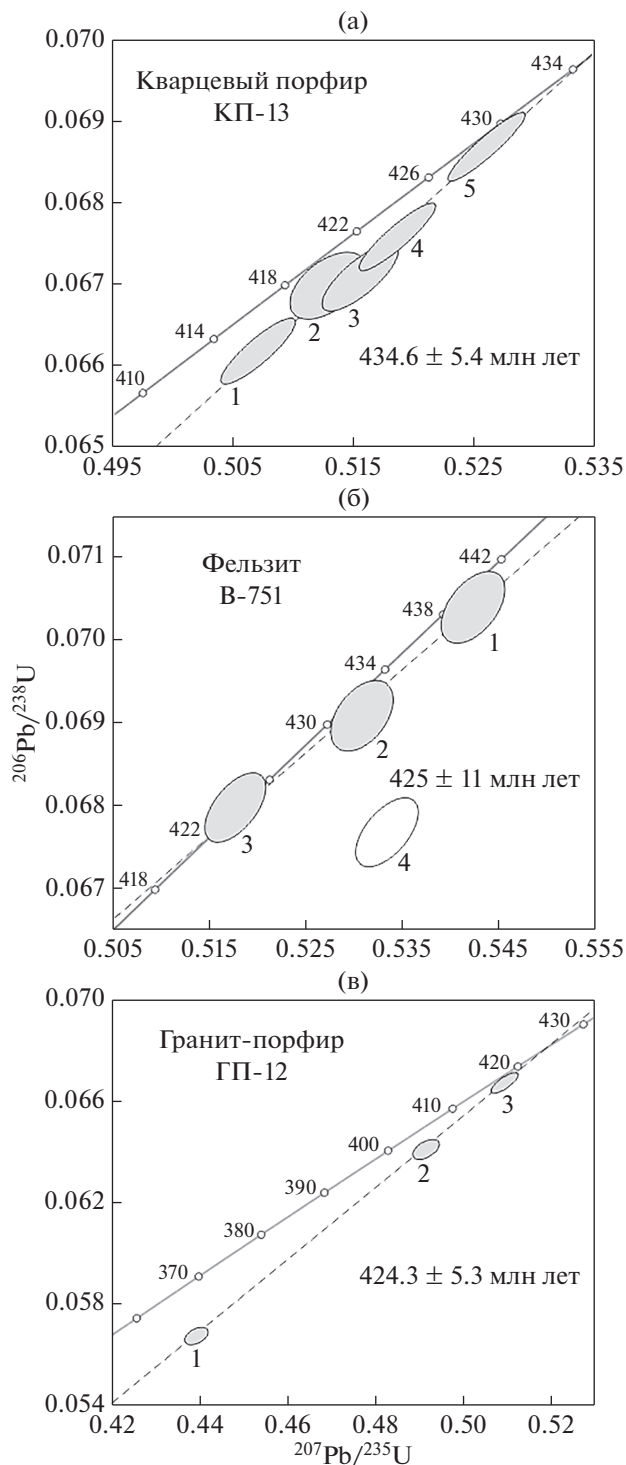 (а)
0.070
434
Кварцевый порфир
КП-13
0.069
430
5
0.068
426
4
422
0.067
418
3
2
414
434.6 ± 5.4 млн лет
0.066
410
1
0.065
0.495 0.505 0.515 0.525 0.535
(б)
0.071
442
Фельзит
В-751
438
1
0.070
434
206Pb/238U
0.069
430
2
425 ± 11 млн лет
0.068
422
3
4
418
0.067
0.505 0.515 0.525 0.535 0.545 0.555
(в)
0.070
430
Гранит-порфир
ГП-12
420
0.066
410
3
400
2
390
0.062
380
370
424.3 ± 5.3 млн лет
0.058
1
0.054
0.42 0.44 0.46 0.48 0.50 0.52
207Pb/235U